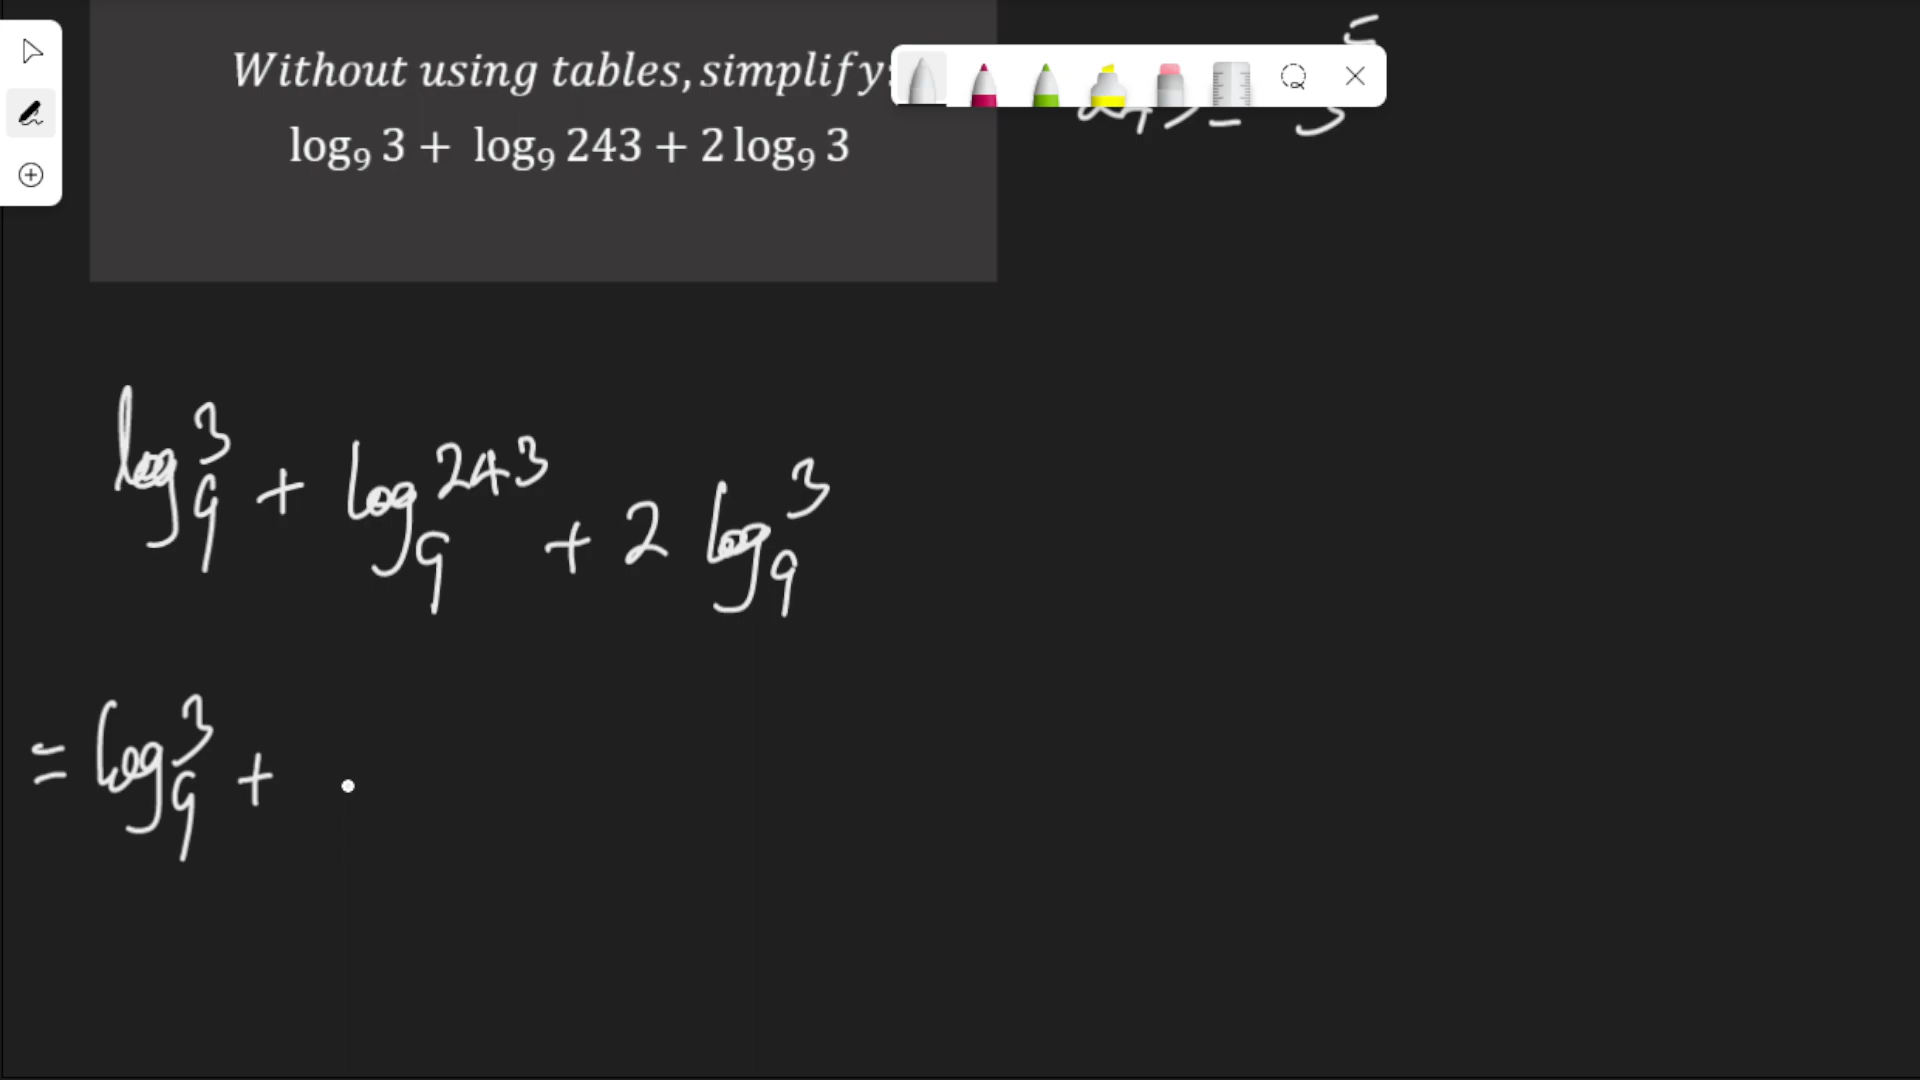 Without using tables, simplify:
log₉ 3 + log₉ 243 + 2 log₉ 3
log₉ 3 + log₉ 243 + 2 log₉ 3
= log₉ 3 +